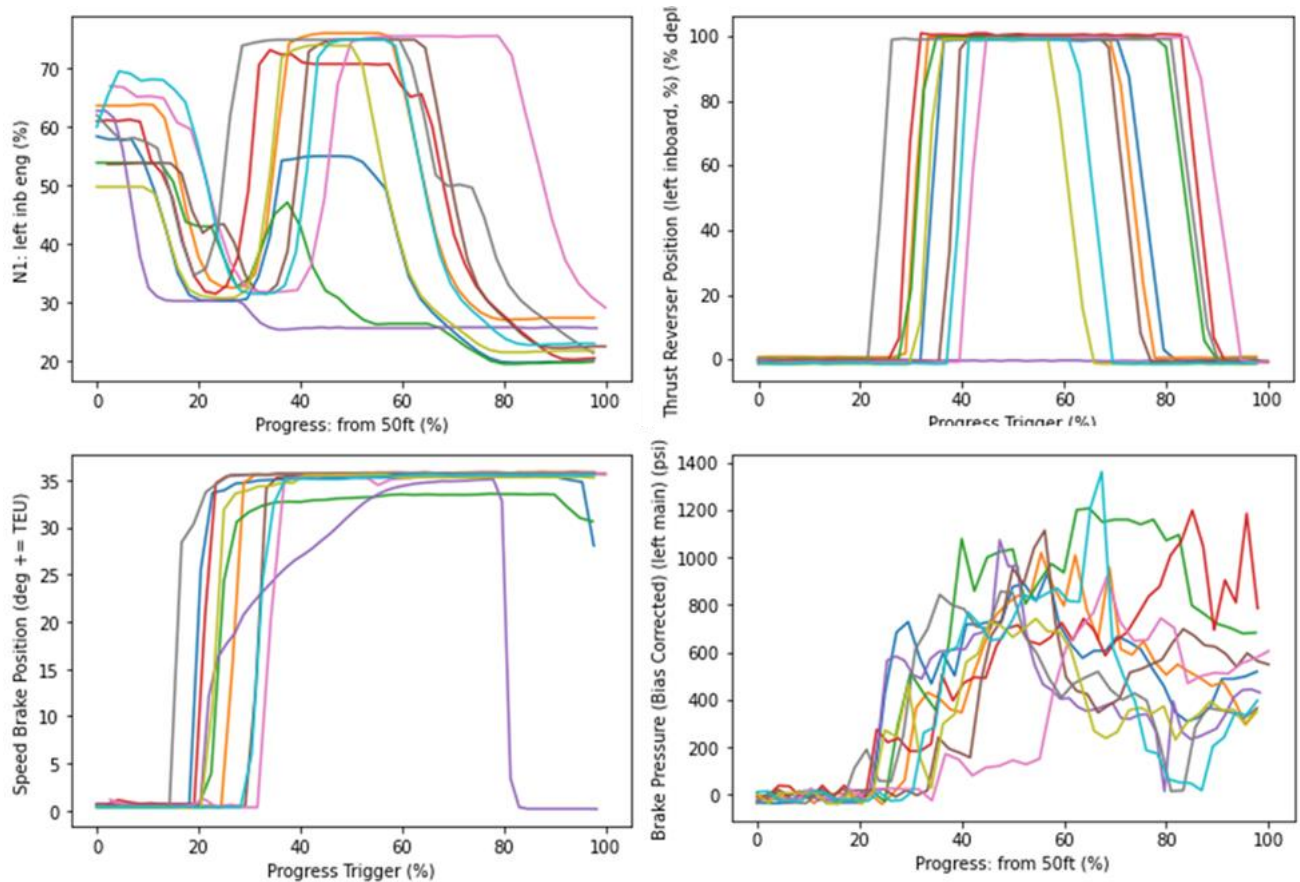 70
60
50
40
30
20
N1: left inb eng (%)
0 20 40 60 80 100
Progress: from 50ft (%)
100
80
60
40
20
0
Thrust Reverser Position (left inboard, %) (% depl
0 20 40 60 80 100
Progress Trigger (%)
35
30
25
20
15
10
5
0
Speed Brake Position (deg += TEU)
0 20 40 60 80 100
Progress Trigger (%)
1400
1200
1000
800
600
400
200
0
Brake Pressure (Bias Corrected) (left main) (psi)
0 20 40 60 80 100
Progress: from 50ft (%)